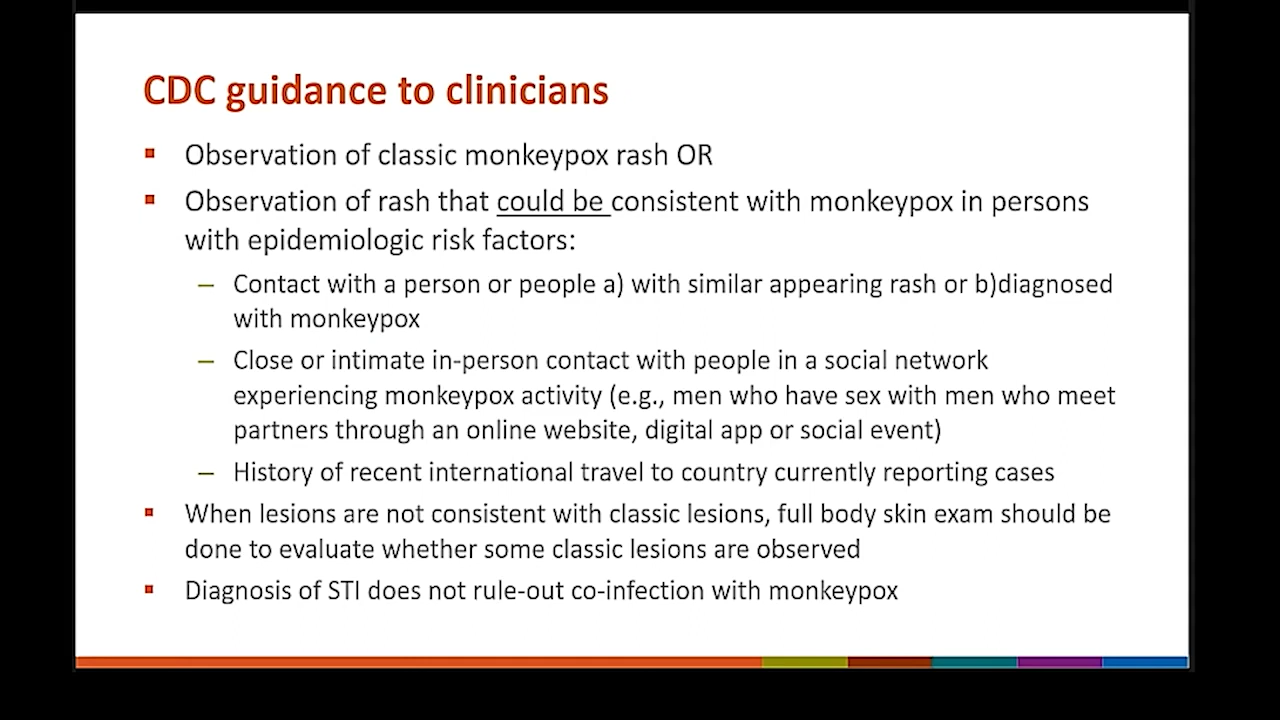 CDC guidance to clinicians
Observation of classic monkeypox rash OR
Observation of rash that could be consistent with monkeypox in persons
with epidemiologic risk factors:
– Contact with a person or people a) with similar appearing rash or b)diagnosed
with monkeypox
– Close or intimate in-person contact with people in a social network
experiencing monkeypox activity (e.g., men who have sex with men who meet
partners through an online website, digital app or social event)
– History of recent international travel to country currently reporting cases
When lesions are not consistent with classic lesions, full body skin exam should be
done to evaluate whether some classic lesions are observed
Diagnosis of STI does not rule-out co-infection with monkeypox